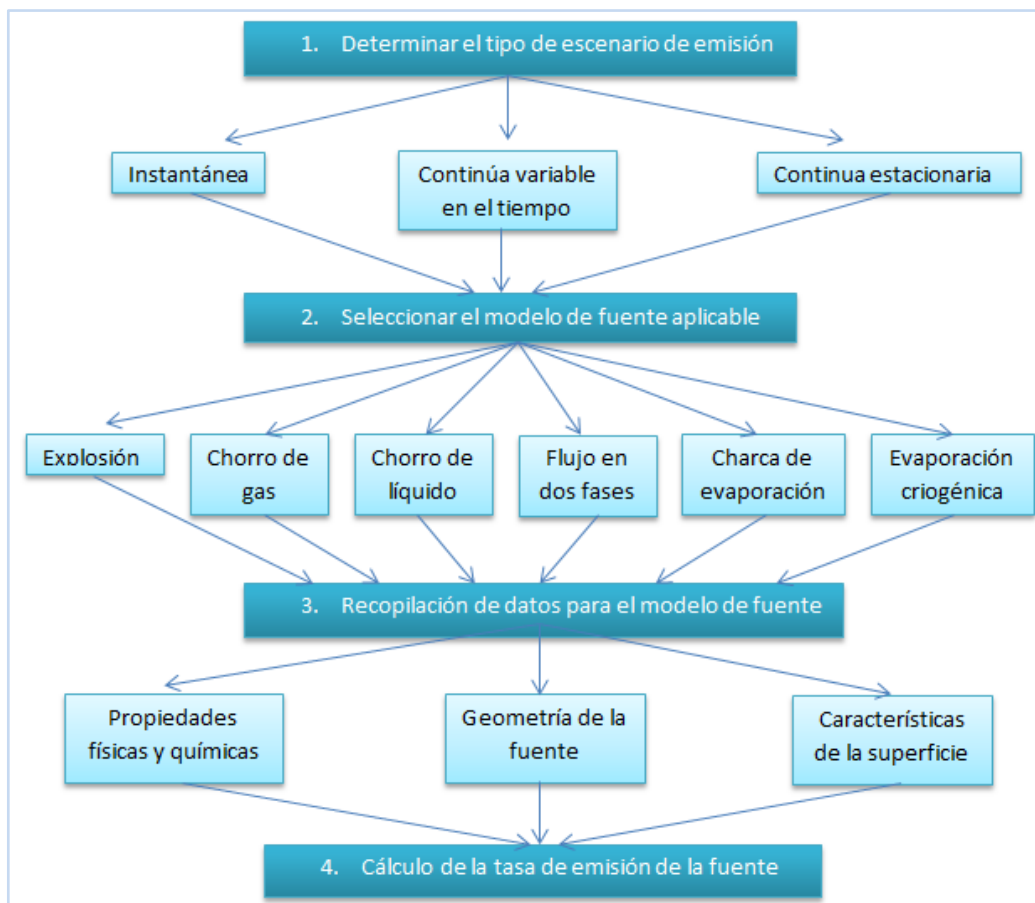 1. Determinar el tipo de escenario de emisión
Instantánea
Continúa variable
en el tiempo
Continua estacionaria
2. Seleccionar el modelo de fuente aplicable
Explosión
Chorro de
gas
Chorro de
líquido
Flujo en
dos fases
Charca de
evaporación
Evaporación
criogénica
3. Recopilación de datos para el modelo de fuente
Propiedades
físicas y químicas
Geometría de la
fuente
Características
de la superficie
4. Cálculo de la tasa de emisión de la fuente